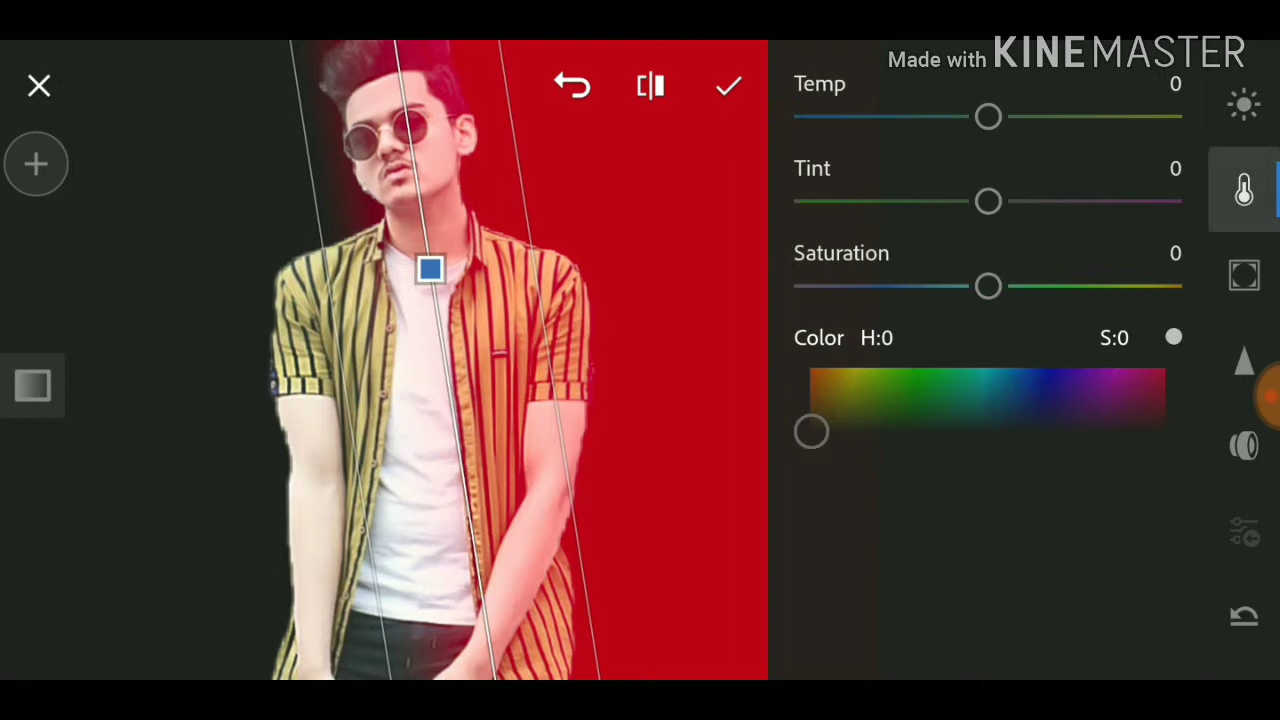 Made with KINEMASTER
Temp 0
Tint 0
Saturation 0
Color H:0 S:0